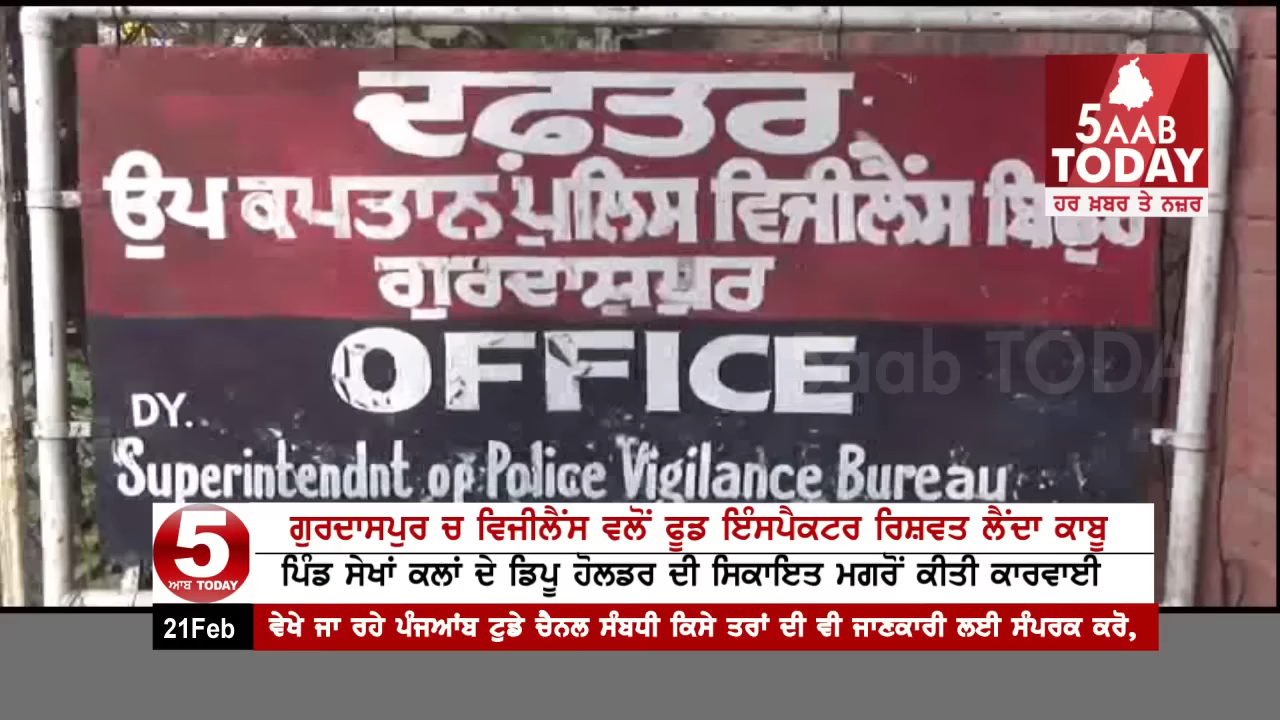 ਦਫਤਰ
ਉਪ ਕਪਤਾਨ ਪੁਲਿਸ ਵਿਜੀਲੈਂਸ
ਗੁਰਦਾਸਪੁਰ
OFFICE
DY.
Superintendnt of Police Vigilance Bureau
5AAB
TODAY
ਹਰ ਖ਼ਬਰ ਤੇ ਨਜ਼ਰ
5aab TODAY
5
ਆਬ TODAY
ਗੁਰਦਾਸਪੁਰ ਚ ਵਿਜੀਲੈਂਸ ਵਲੋਂ ਫੂਡ ਇੰਸਪੈਕਟਰ ਰਿਸ਼ਵਤ ਲੈਂਦਾ ਕਾਬੂ
ਪਿੰਡ ਸੇਖਾਂ ਕਲਾਂ ਦੇ ਡਿਪੂ ਹੋਲਡਰ ਦੀ ਸਿਕਾਇਤ ਮਗਰੋਂ ਕੀਤੀ ਕਾਰਵਾਈ
21Feb
ਵੇਖੇ ਜਾ ਰਹੇ ਪੰਜਆਂਬ ਟੁਡੇ ਚੈਨਲ ਸੰਬਧੀ ਕਿਸੇ ਤਰਾਂ ਦੀ ਵੀ ਜਾਣਕਾਰੀ ਲਈ ਸੰਪਰਕ ਕਰੋ,